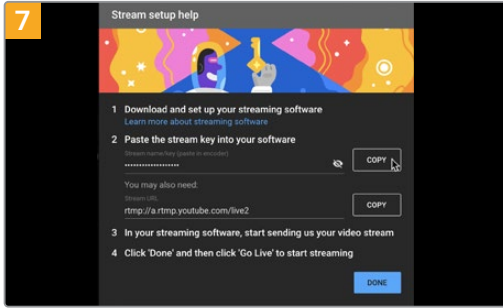 7
Stream setup help
1 Download and set up your streaming software
Learn more about streaming software
2 Paste the stream key into your software
Stream name/key (paste in encoder)
••••••••••••••••••••
COPY
You may also need:
Stream URL
rtmp://a.rtmp.youtube.com/live2
COPY
3 In your streaming software, start sending us your video stream
4 Click 'Done' and then click 'Go Live' to start streaming
DONE